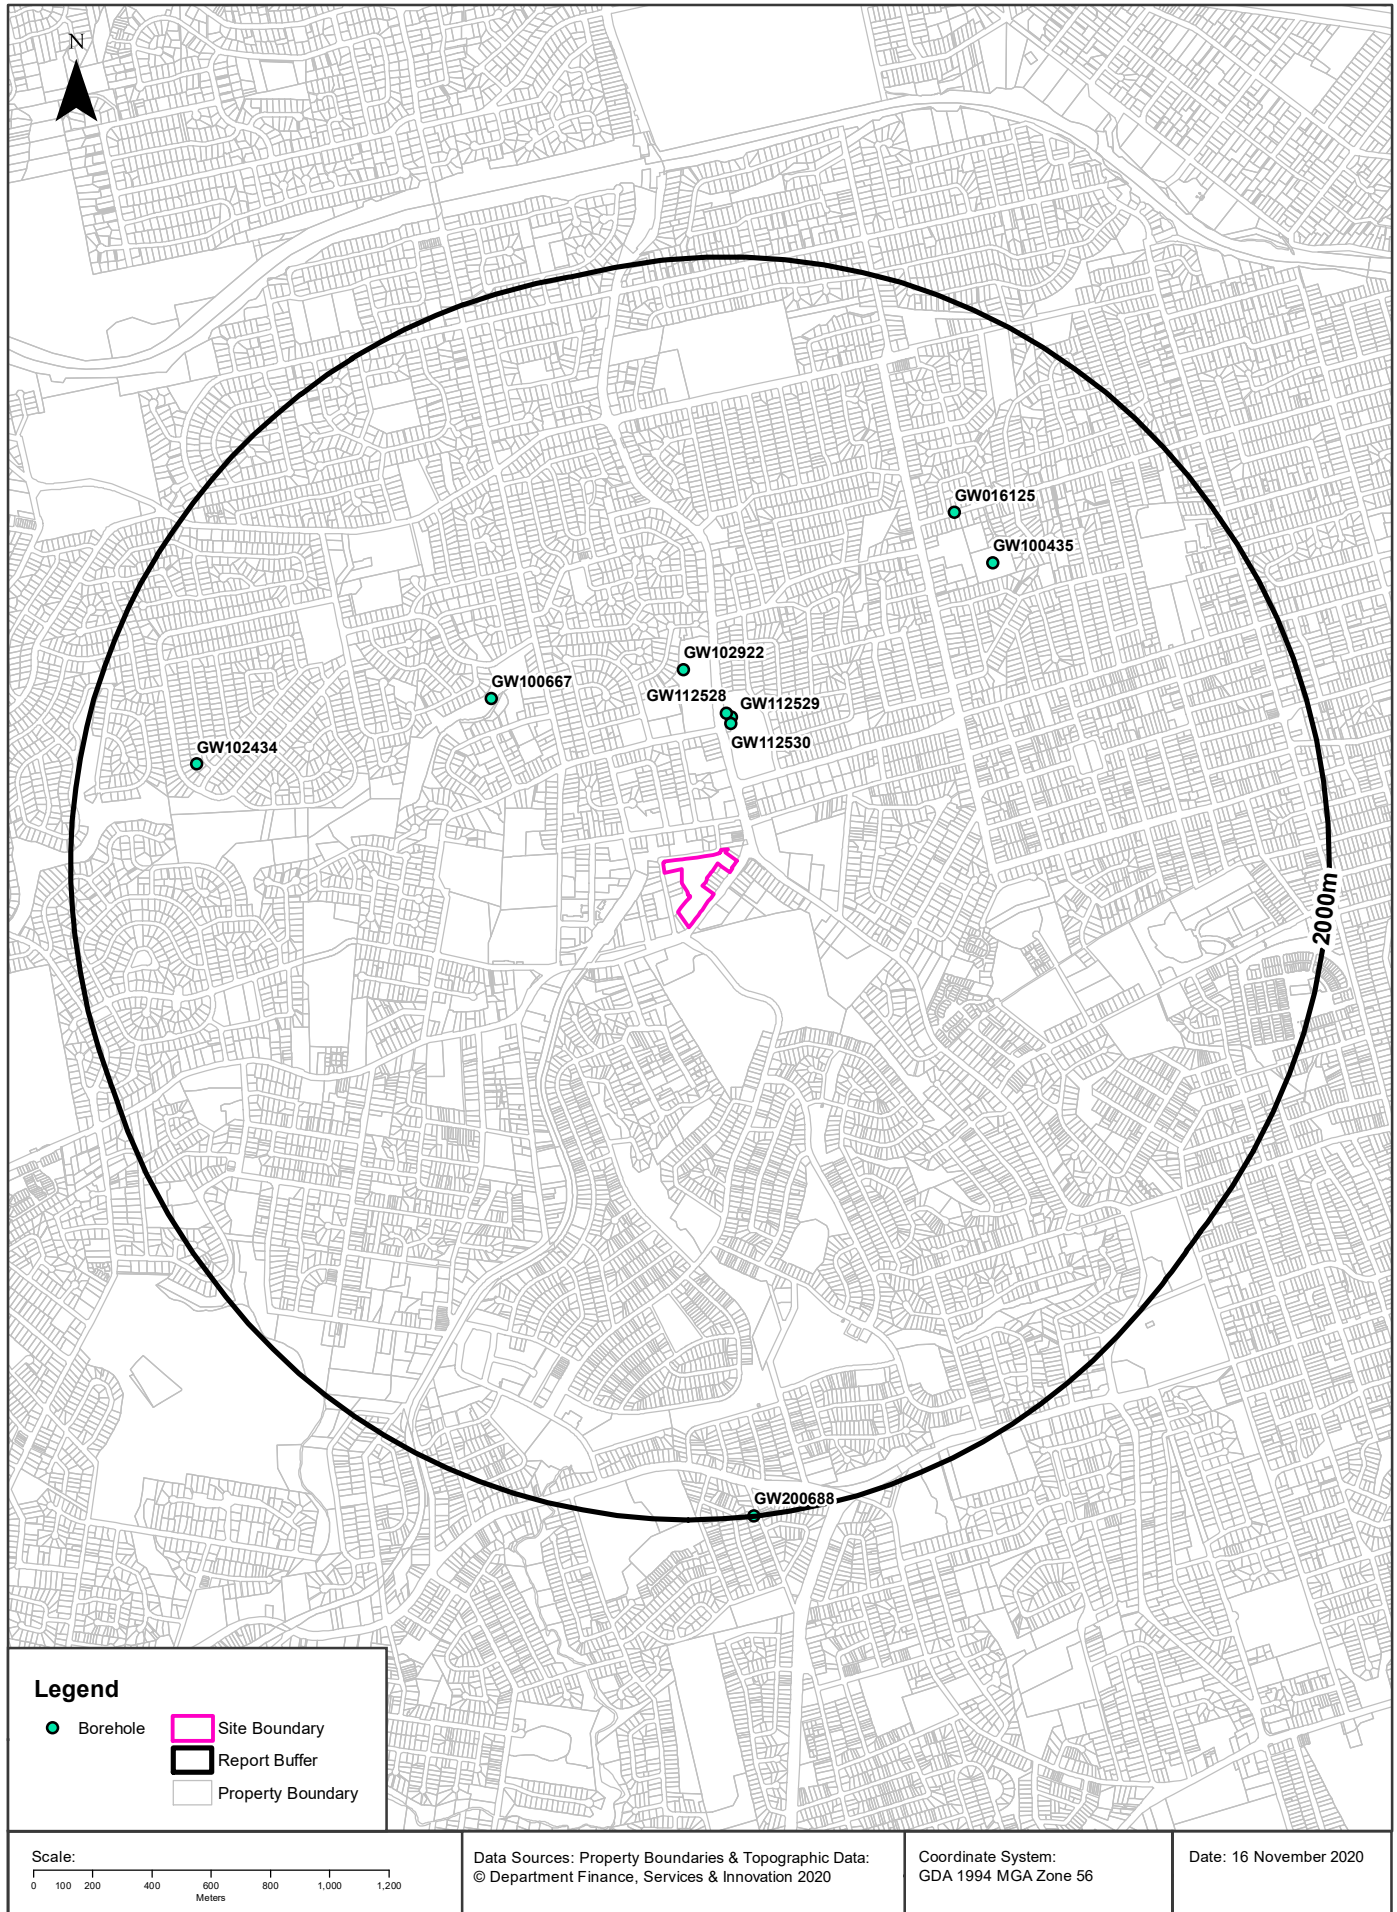 N
GW016125
GW100435
GW102922
GW100667
GW112528
GW112529
GW112530
GW102434
2000m
GW200688
Legend
Borehole
Site Boundary
Report Buffer
Property Boundary
Scale:
0 100 200 400 600 800 1,000 1,200
Meters
Data Sources: Property Boundaries & Topographic Data:
© Department Finance, Services & Innovation 2020
Coordinate System:
GDA 1994 MGA Zone 56
Date: 16 November 2020